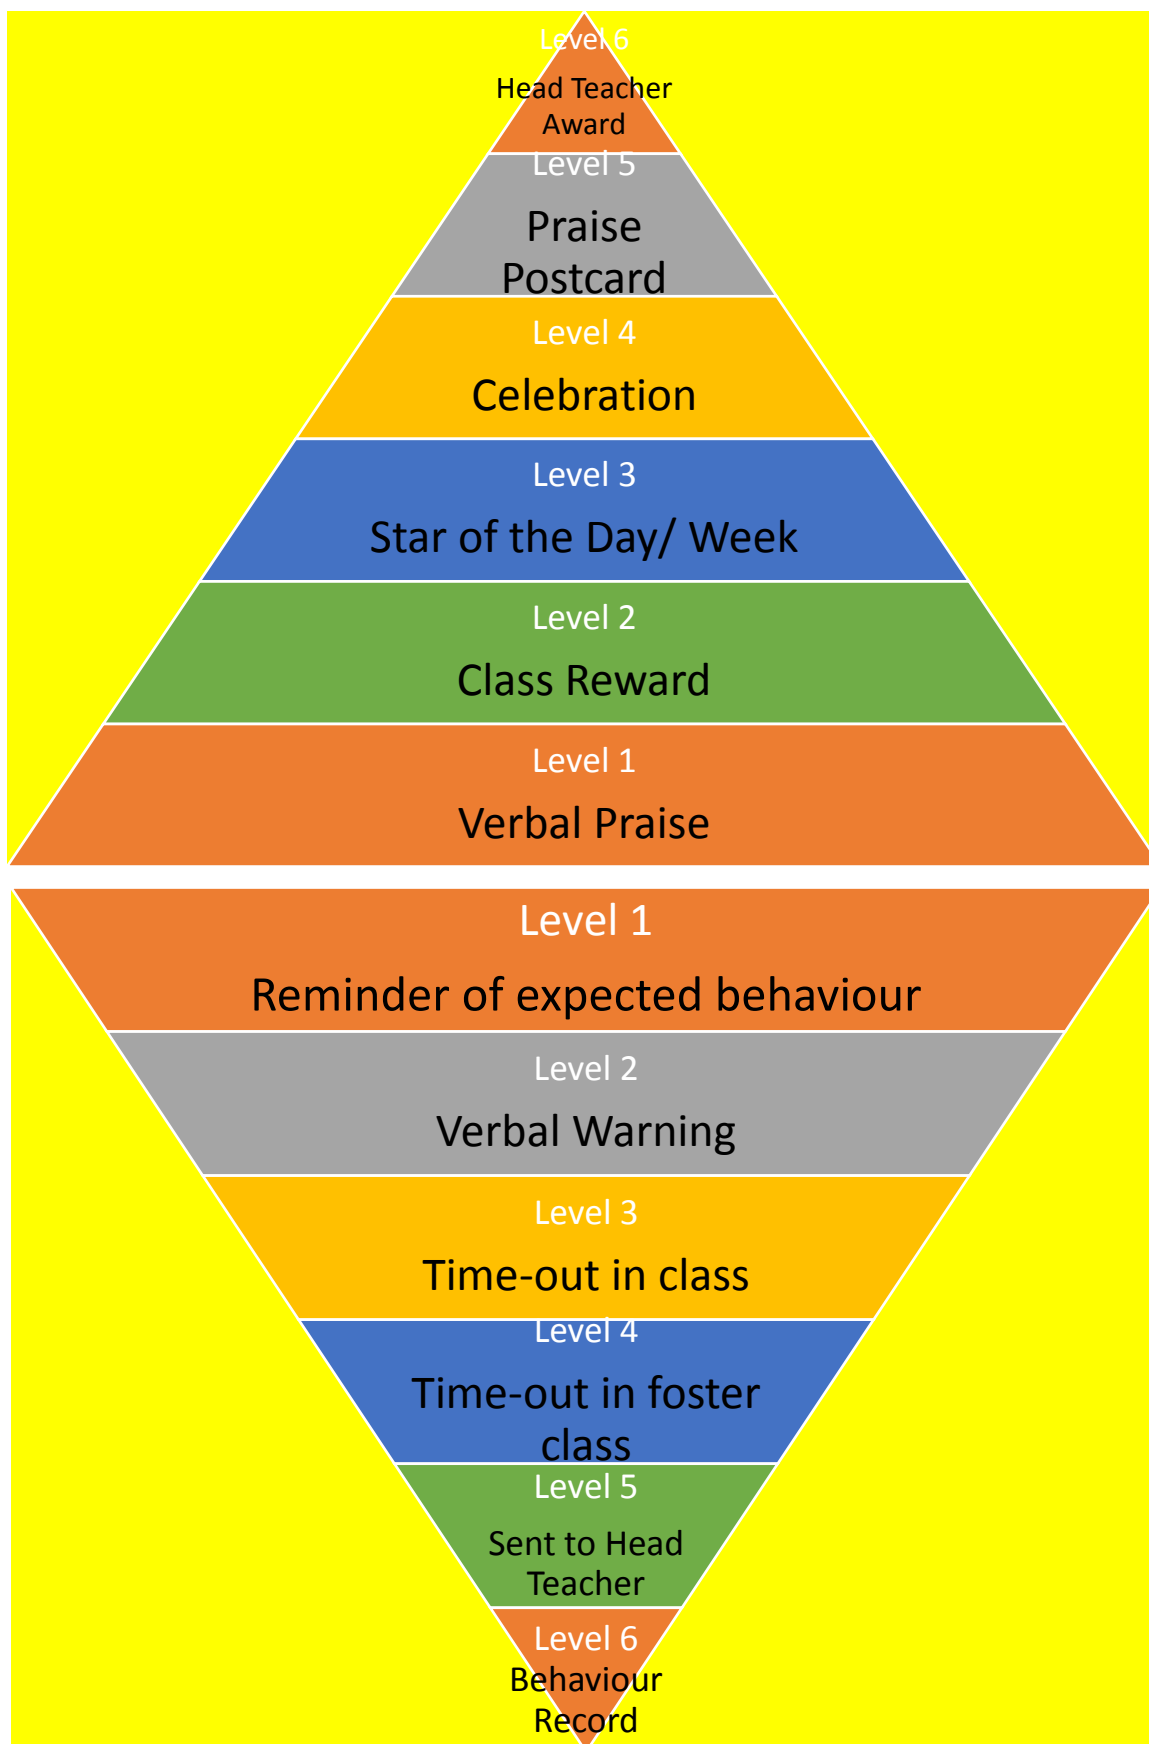 Level 6
Head Teacher
Award
Level 5
Praise
Postcard
Level 4
Celebration
Level 3
Star of the Day/ Week
Level 2
Class Reward
Level 1
Verbal Praise
Level 1
Reminder of expected behaviour
Level 2
Verbal Warning
Level 3
Time-out in class
Level 4
Time-out in foster
class
Level 5
Sent to Head
Teacher
Level 6
Behaviour
Record